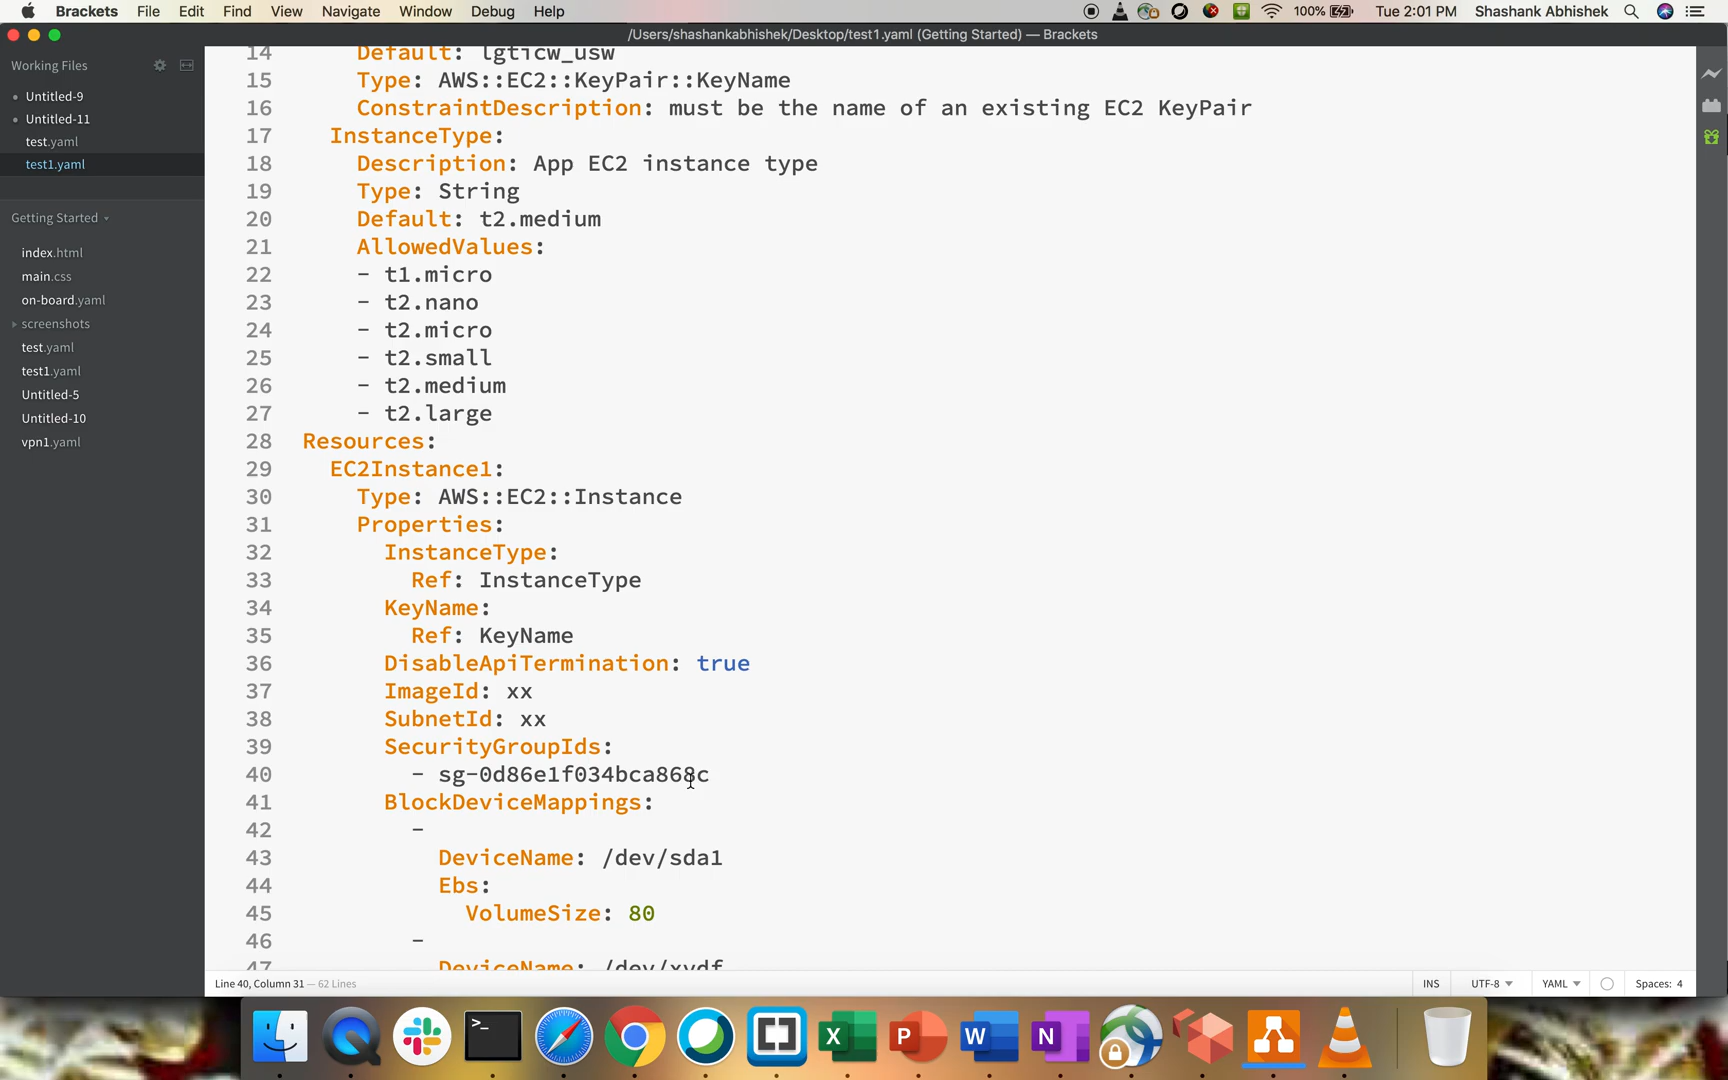 Brackets File Edit Find View Navigate Window Debug Help 100% Tue 2:01 PM Shashank Abhishek
/Users/shashankabhishek/Desktop/test1.yaml (Getting Started) — Brackets
Working Files
Untitled-9
Untitled-11
test.yaml
test1.yaml
Getting Started
index.html
main.css
on-board.yaml
screenshots
test.yaml
test1.yaml
Untitled-5
Untitled-10
vpn1.yaml
14 Default: lgticw_usw
15 Type: AWS::EC2::KeyPair::KeyName
16 ConstraintDescription: must be the name of an existing EC2 KeyPair
17 InstanceType:
18 Description: App EC2 instance type
19 Type: String
20 Default: t2.medium
21 AllowedValues:
22 - t1.micro
23 - t2.nano
24 - t2.micro
25 - t2.small
26 - t2.medium
27 - t2.large
28 Resources:
29 EC2Instance1:
30 Type: AWS::EC2::Instance
31 Properties:
32 InstanceType:
33 Ref: InstanceType
34 KeyName:
35 Ref: KeyName
36 DisableApiTermination: true
37 ImageId: xx
38 SubnetId: xx
39 SecurityGroupIds:
40 - sg-0d86e1f034bca868c
41 BlockDeviceMappings:
42 -
43 DeviceName: /dev/sda1
44 Ebs:
45 VolumeSize: 80
46 -
47 DeviceName: /dev/xvdf
Line 40, Column 31 — 62 Lines INS UTF-8 YAML Spaces: 4
>_ X P W N